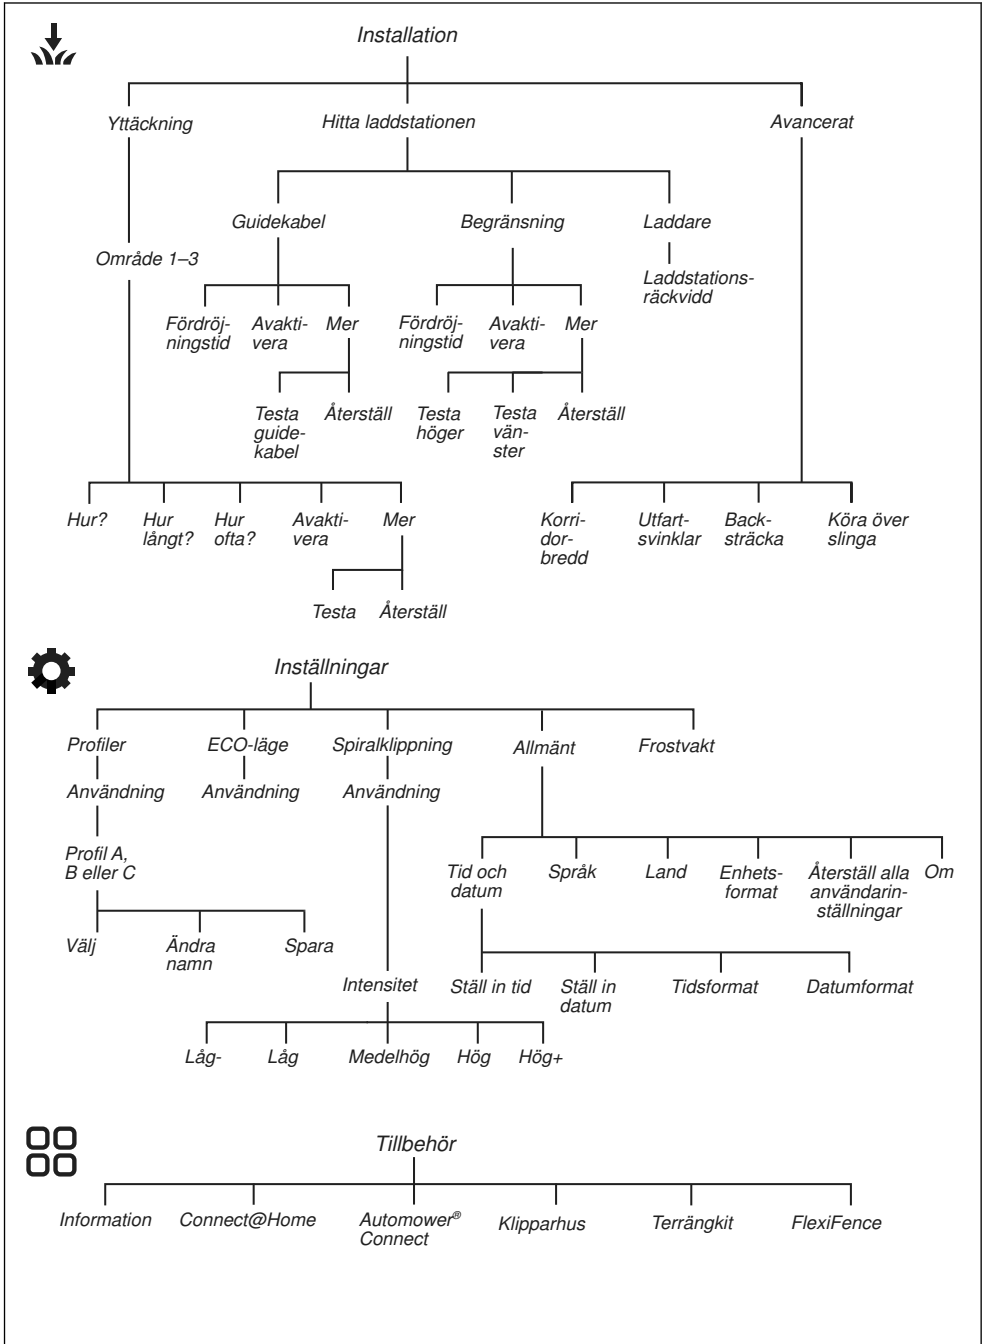 Installation
Yttäckning
Hitta laddstationen
Avancerat
Guidekabel
Begränsning
Laddare
Område 1–3
Laddstations-
räckvidd
Fördröj-
ningstid
Avakti-
vera
Mer
Fördröj-
ningstid
Avakti-
vera
Mer
Testa
guide-
kabel
Återställ
Testa
höger
Testa
vän-
ster
Återställ
Hur?
Hur
långt?
Hur
ofta?
Avakti-
vera
Mer
Korri-
dor-
bredd
Utfart-
svinklar
Back-
sträcka
Köra över
slinga
Testa
Återställ
Inställningar
Profiler
ECO-läge
Spiralklippning
Allmänt
Frostvakt
Användning
Användning
Användning
Profil A,
B eller C
Tid och
datum
Språk
Land
Enhets-
format
Återställ alla
användarin-
ställningar
Om
Välj
Ändra
namn
Spara
Intensitet
Ställ in tid
Ställ in
datum
Tidsformat
Datumformat
Låg-
Låg
Medelhög
Hög
Hög+
Tillbehör
Information
Connect@Home
Automower®
Connect
Klipparhus
Terrängkit
FlexiFence